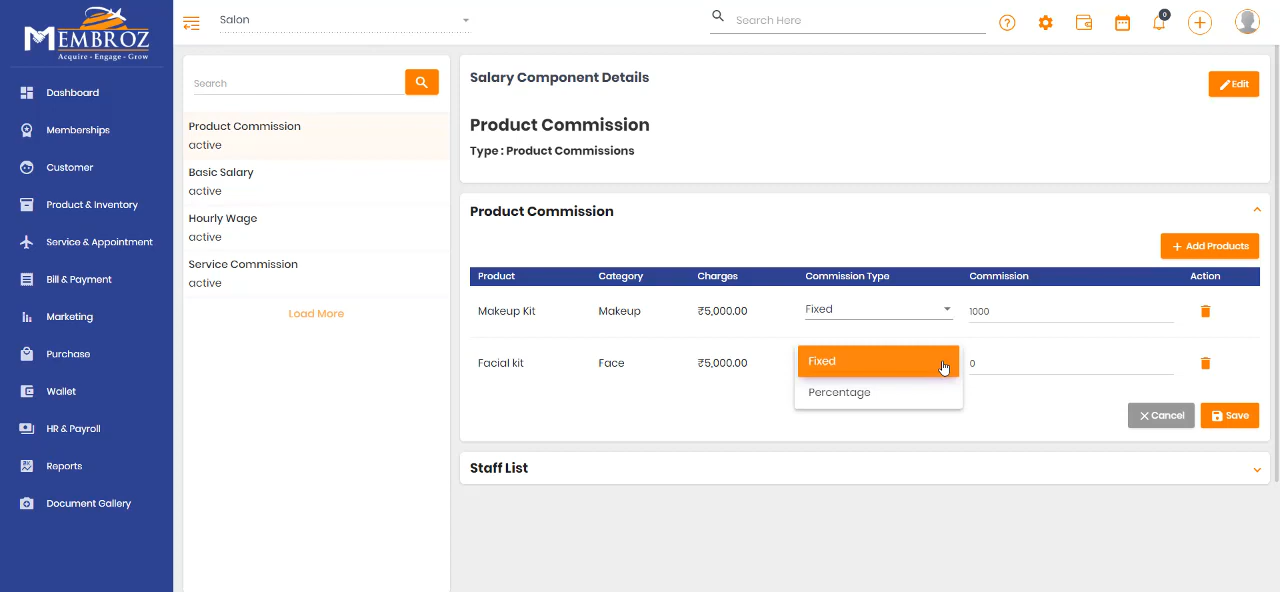 MEMBROZ
Acquire - Engage - Grow
Salon
Search Here
0
Dashboard
Memberships
Customer
Product & Inventory
Service & Appointment
Bill & Payment
Marketing
Purchase
Wallet
HR & Payroll
Reports
Document Gallery
Search
Product Commission
active
Basic Salary
active
Hourly Wage
active
Service Commission
active
Load More
Salary Component Details
Edit
Product Commission
Type : Product Commissions
Product Commission
+ Add Products
Product Category Charges Commission Type Commission Action
Makeup Kit Makeup ₹5,000.00 Fixed 1000
Facial kit Face ₹5,000.00 Fixed 0
Percentage
Cancel Save
Staff List